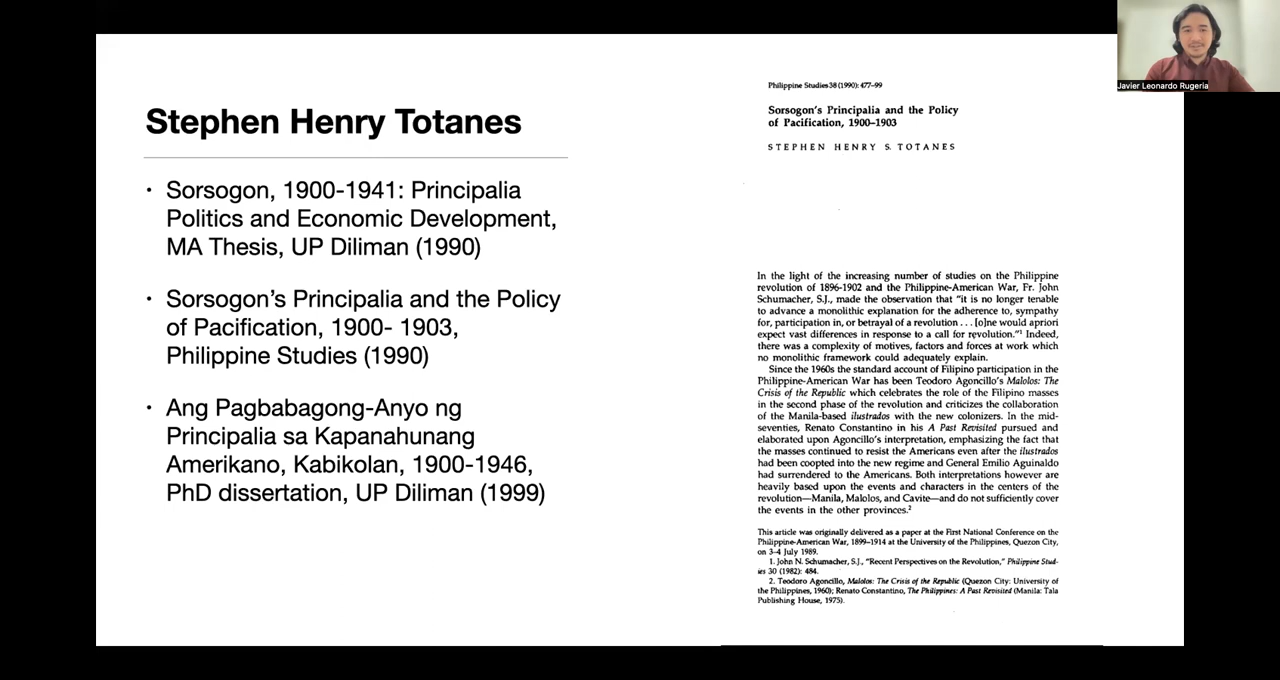 Stephen Henry Totanes
• Sorsogon, 1900-1941: Principalia
Politics and Economic Development,
MA Thesis, UP Diliman (1990)
• Sorsogon’s Principalia and the Policy
of Pacification, 1900- 1903,
Philippine Studies (1990)
• Ang Pagbabagong-Anyo ng
Principalia sa Kapanahunang
Amerikano, Kabikolan, 1900-1946,
PhD dissertation, UP Diliman (1999)
Philippine Studies 38 (1990): 477–99
Sorsogon's Principalia and the Policy
of Pacification, 1900–1903
STEPHEN HENRY S. TOTANES
In the light of the increasing number of studies on the Philippine
revolution of 1896-1902 and the Philippine-American War, Fr. John
Schumacher, S.J., made the observation that "it is no longer tenable
to advance a monolithic explanation for the adherence to, sympathy
for, participation in, or betrayal of a revolution . . . [o]ne would apriori
expect vast differences in response to a call for revolution."1 Indeed,
there was a complexity of motives, factors and forces at work which
no monolithic framework could adequately explain.
Since the 1960s the standard account of Filipino participation in the
Philippine-American War has been Teodoro Agoncillo's Malolos: The
Crisis of the Republic which celebrates the role of the Filipino masses
in the second phase of the revolution and criticizes the collaboration
of the Manila-based ilustrados with the new colonizers. In the mid-
seventies, Renato Constantino in his A Past Revisited pursued and
elaborated upon Agoncillo's interpretation, emphasizing the fact that
the masses continued to resist the Americans even after the ilustrados
had been coopted into the new regime and General Emilio Aguinaldo
had surrendered to the Americans. Both interpretations however are
heavily based upon the events and characters in the centers of the
revolution—Manila, Malolos, and Cavite—and do not sufficiently cover
the events in the other provinces.2
This article was originally delivered as a paper at the First National Conference on the
Philippine-American War, 1899–1914 at the University of the Philippines, Quezon City,
on 3–4 July 1989.
1. John N. Schumacher, S.J., "Recent Perspectives on the Revolution," Philippine Stud-
ies 30 (1982): 484.
2. Teodoro Agoncillo, Malolos: The Crisis of the Republic (Quezon City: University of
the Philippines, 1960); Renato Constantino, The Philippines: A Past Revisited (Manila: Tala
Publishing House, 1975).
Javier Leonardo Rugeria